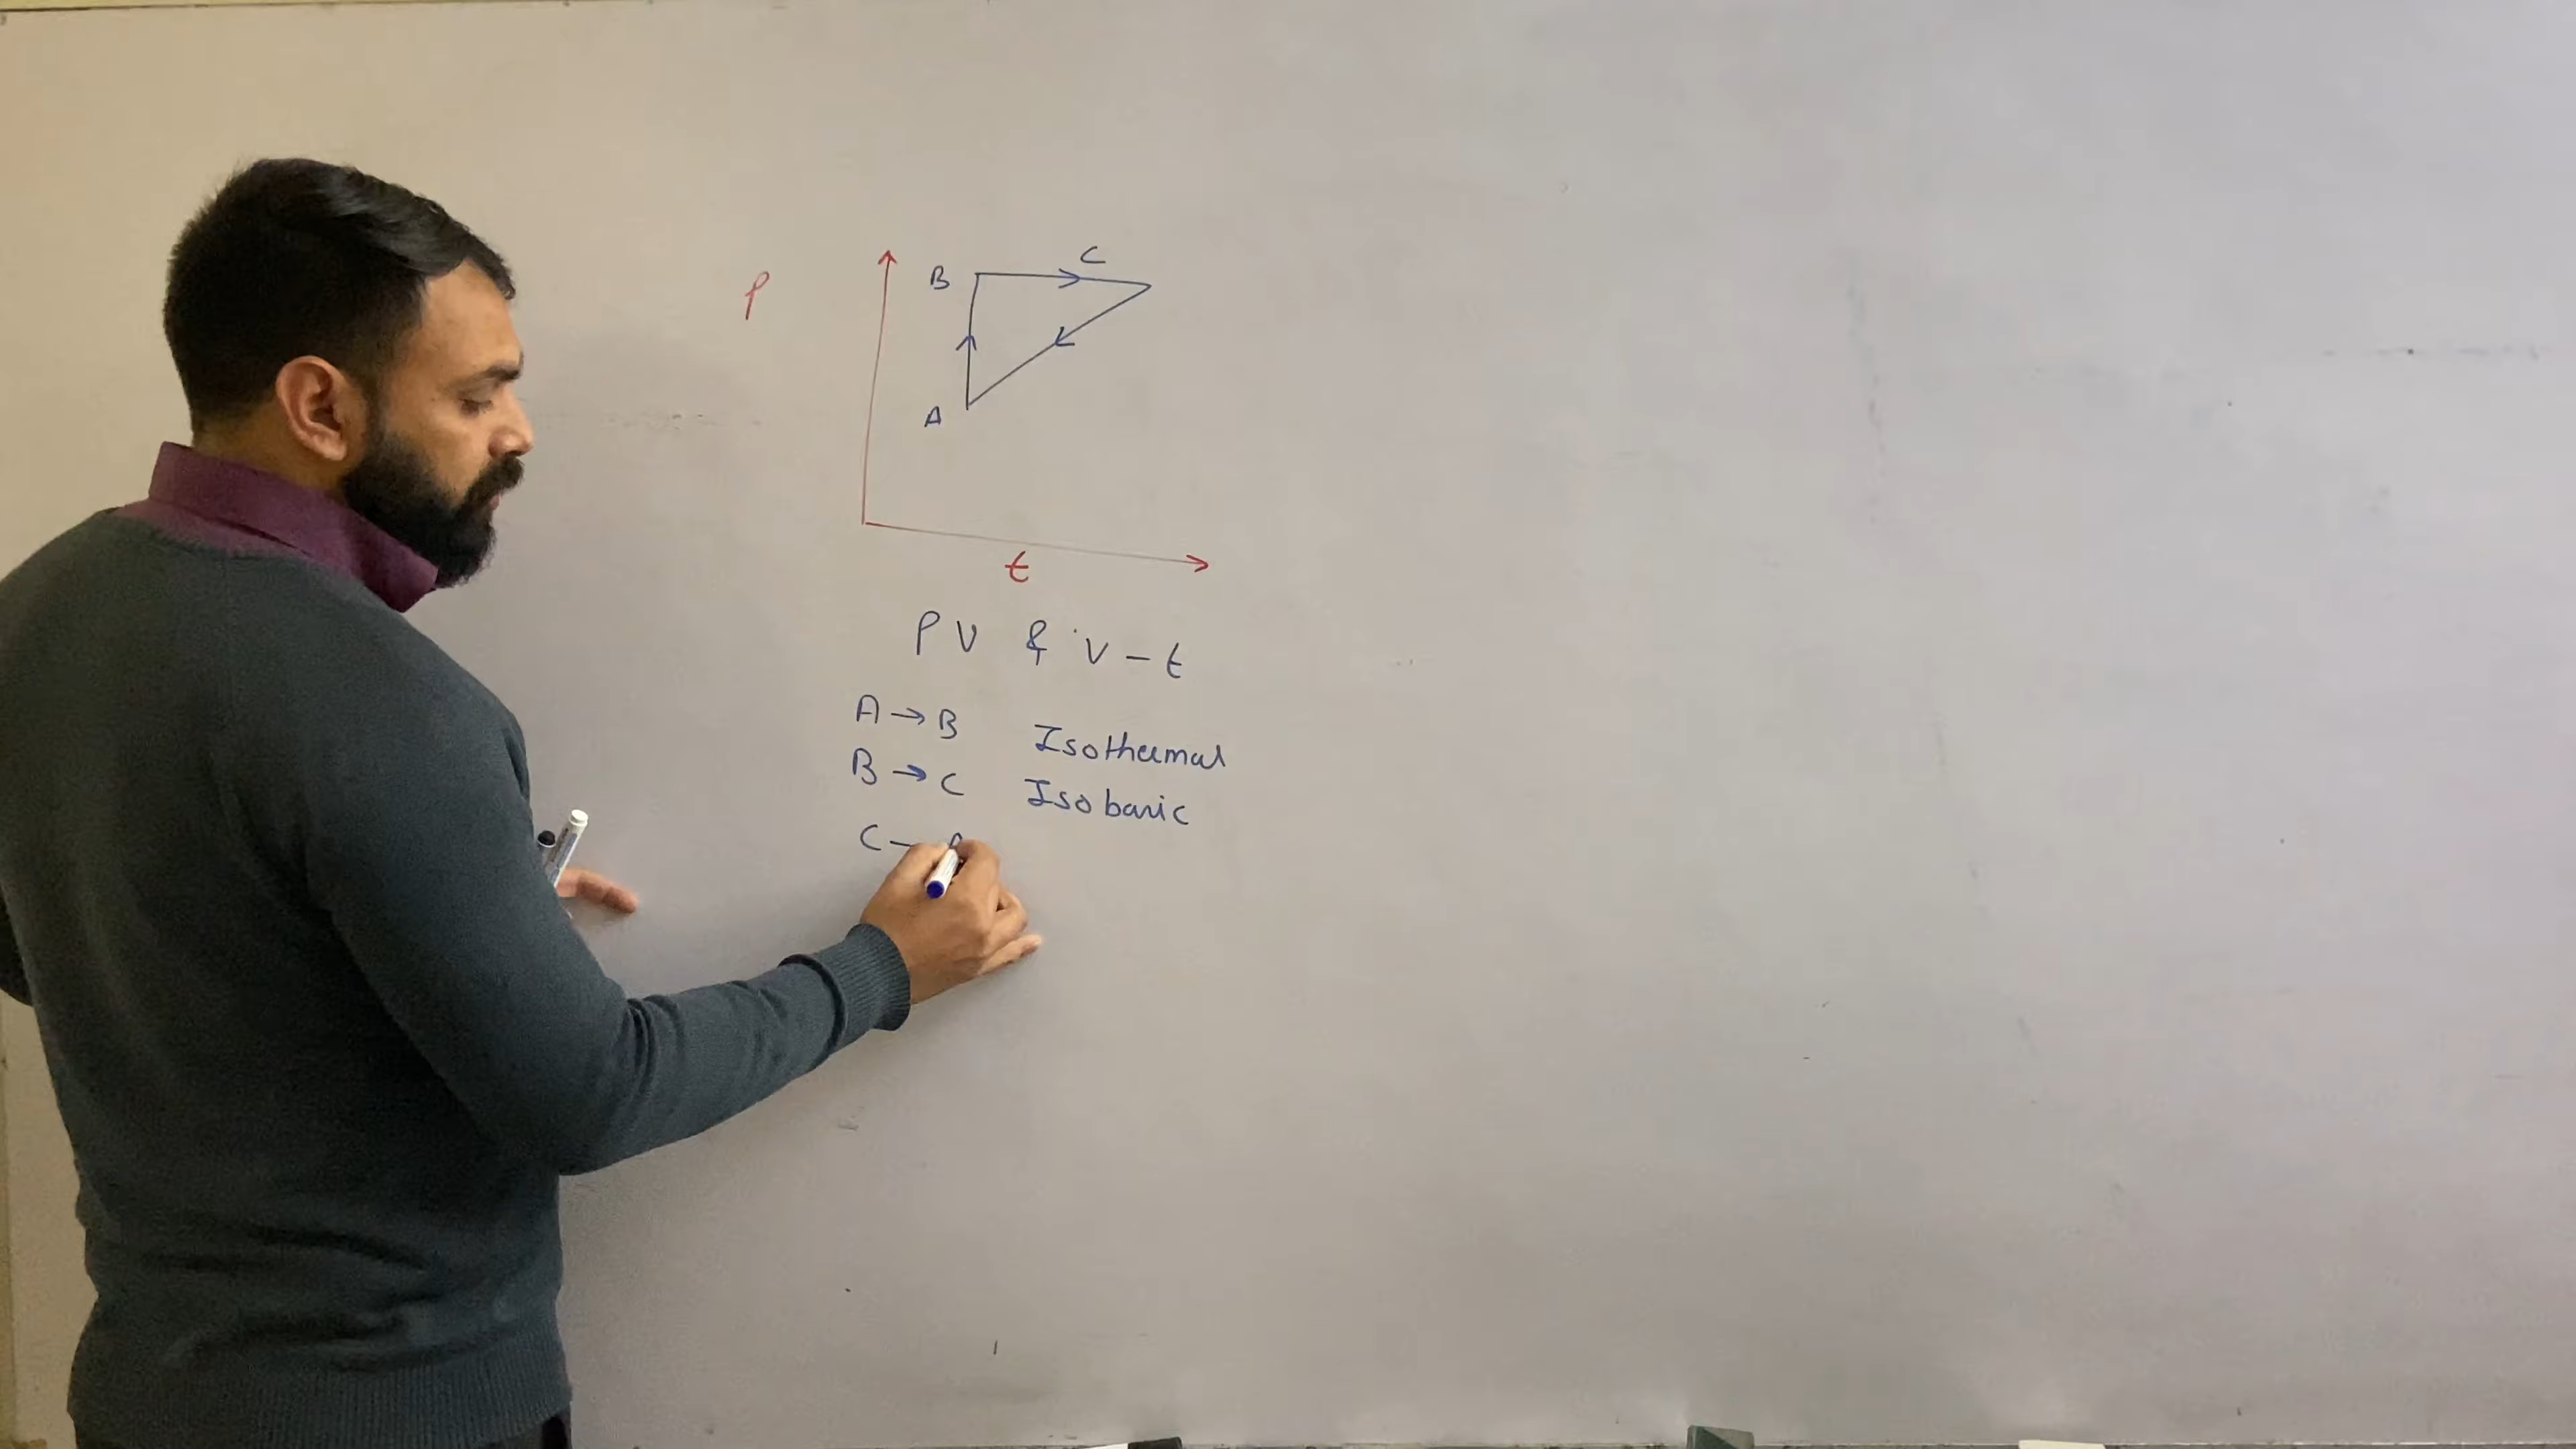 P
B
C
A
t
PV & V-t
A → B Isothermal
B → C Isobaric
C – A